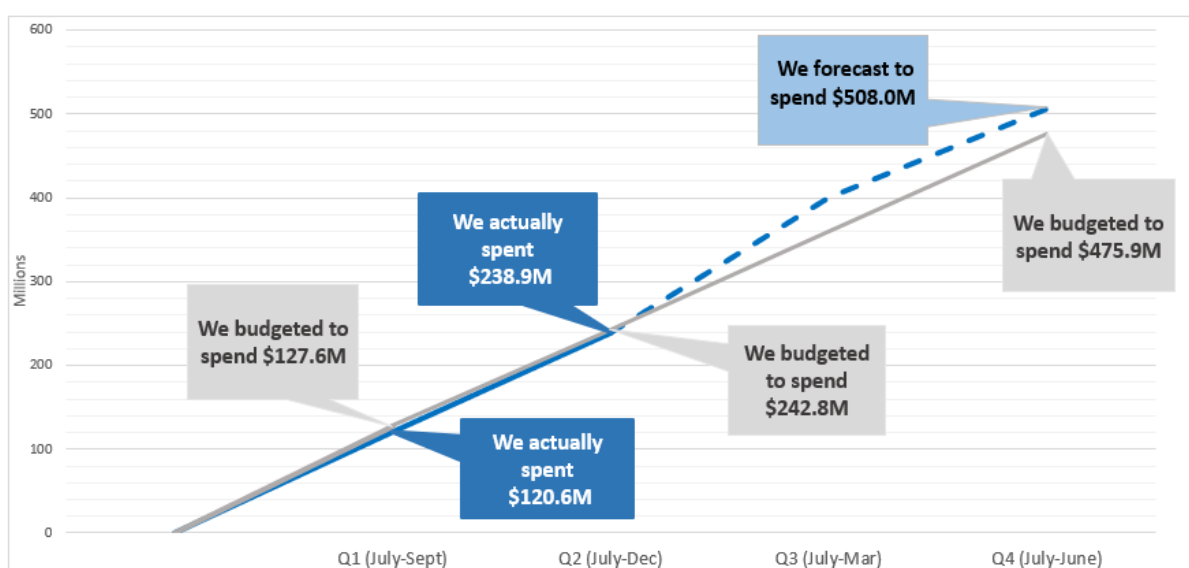 600
500
400
300
200
100
0
Millions
We forecast to
spend $508.0M
We budgeted to
spend $475.9M
We actually
spent
$238.9M
We budgeted to
spend $127.6M
We budgeted
to spend
$242.8M
We actually
spent
$120.6M
Q1 (July-Sept)
Q2 (July-Dec)
Q3 (July-Mar)
Q4 (July-June)